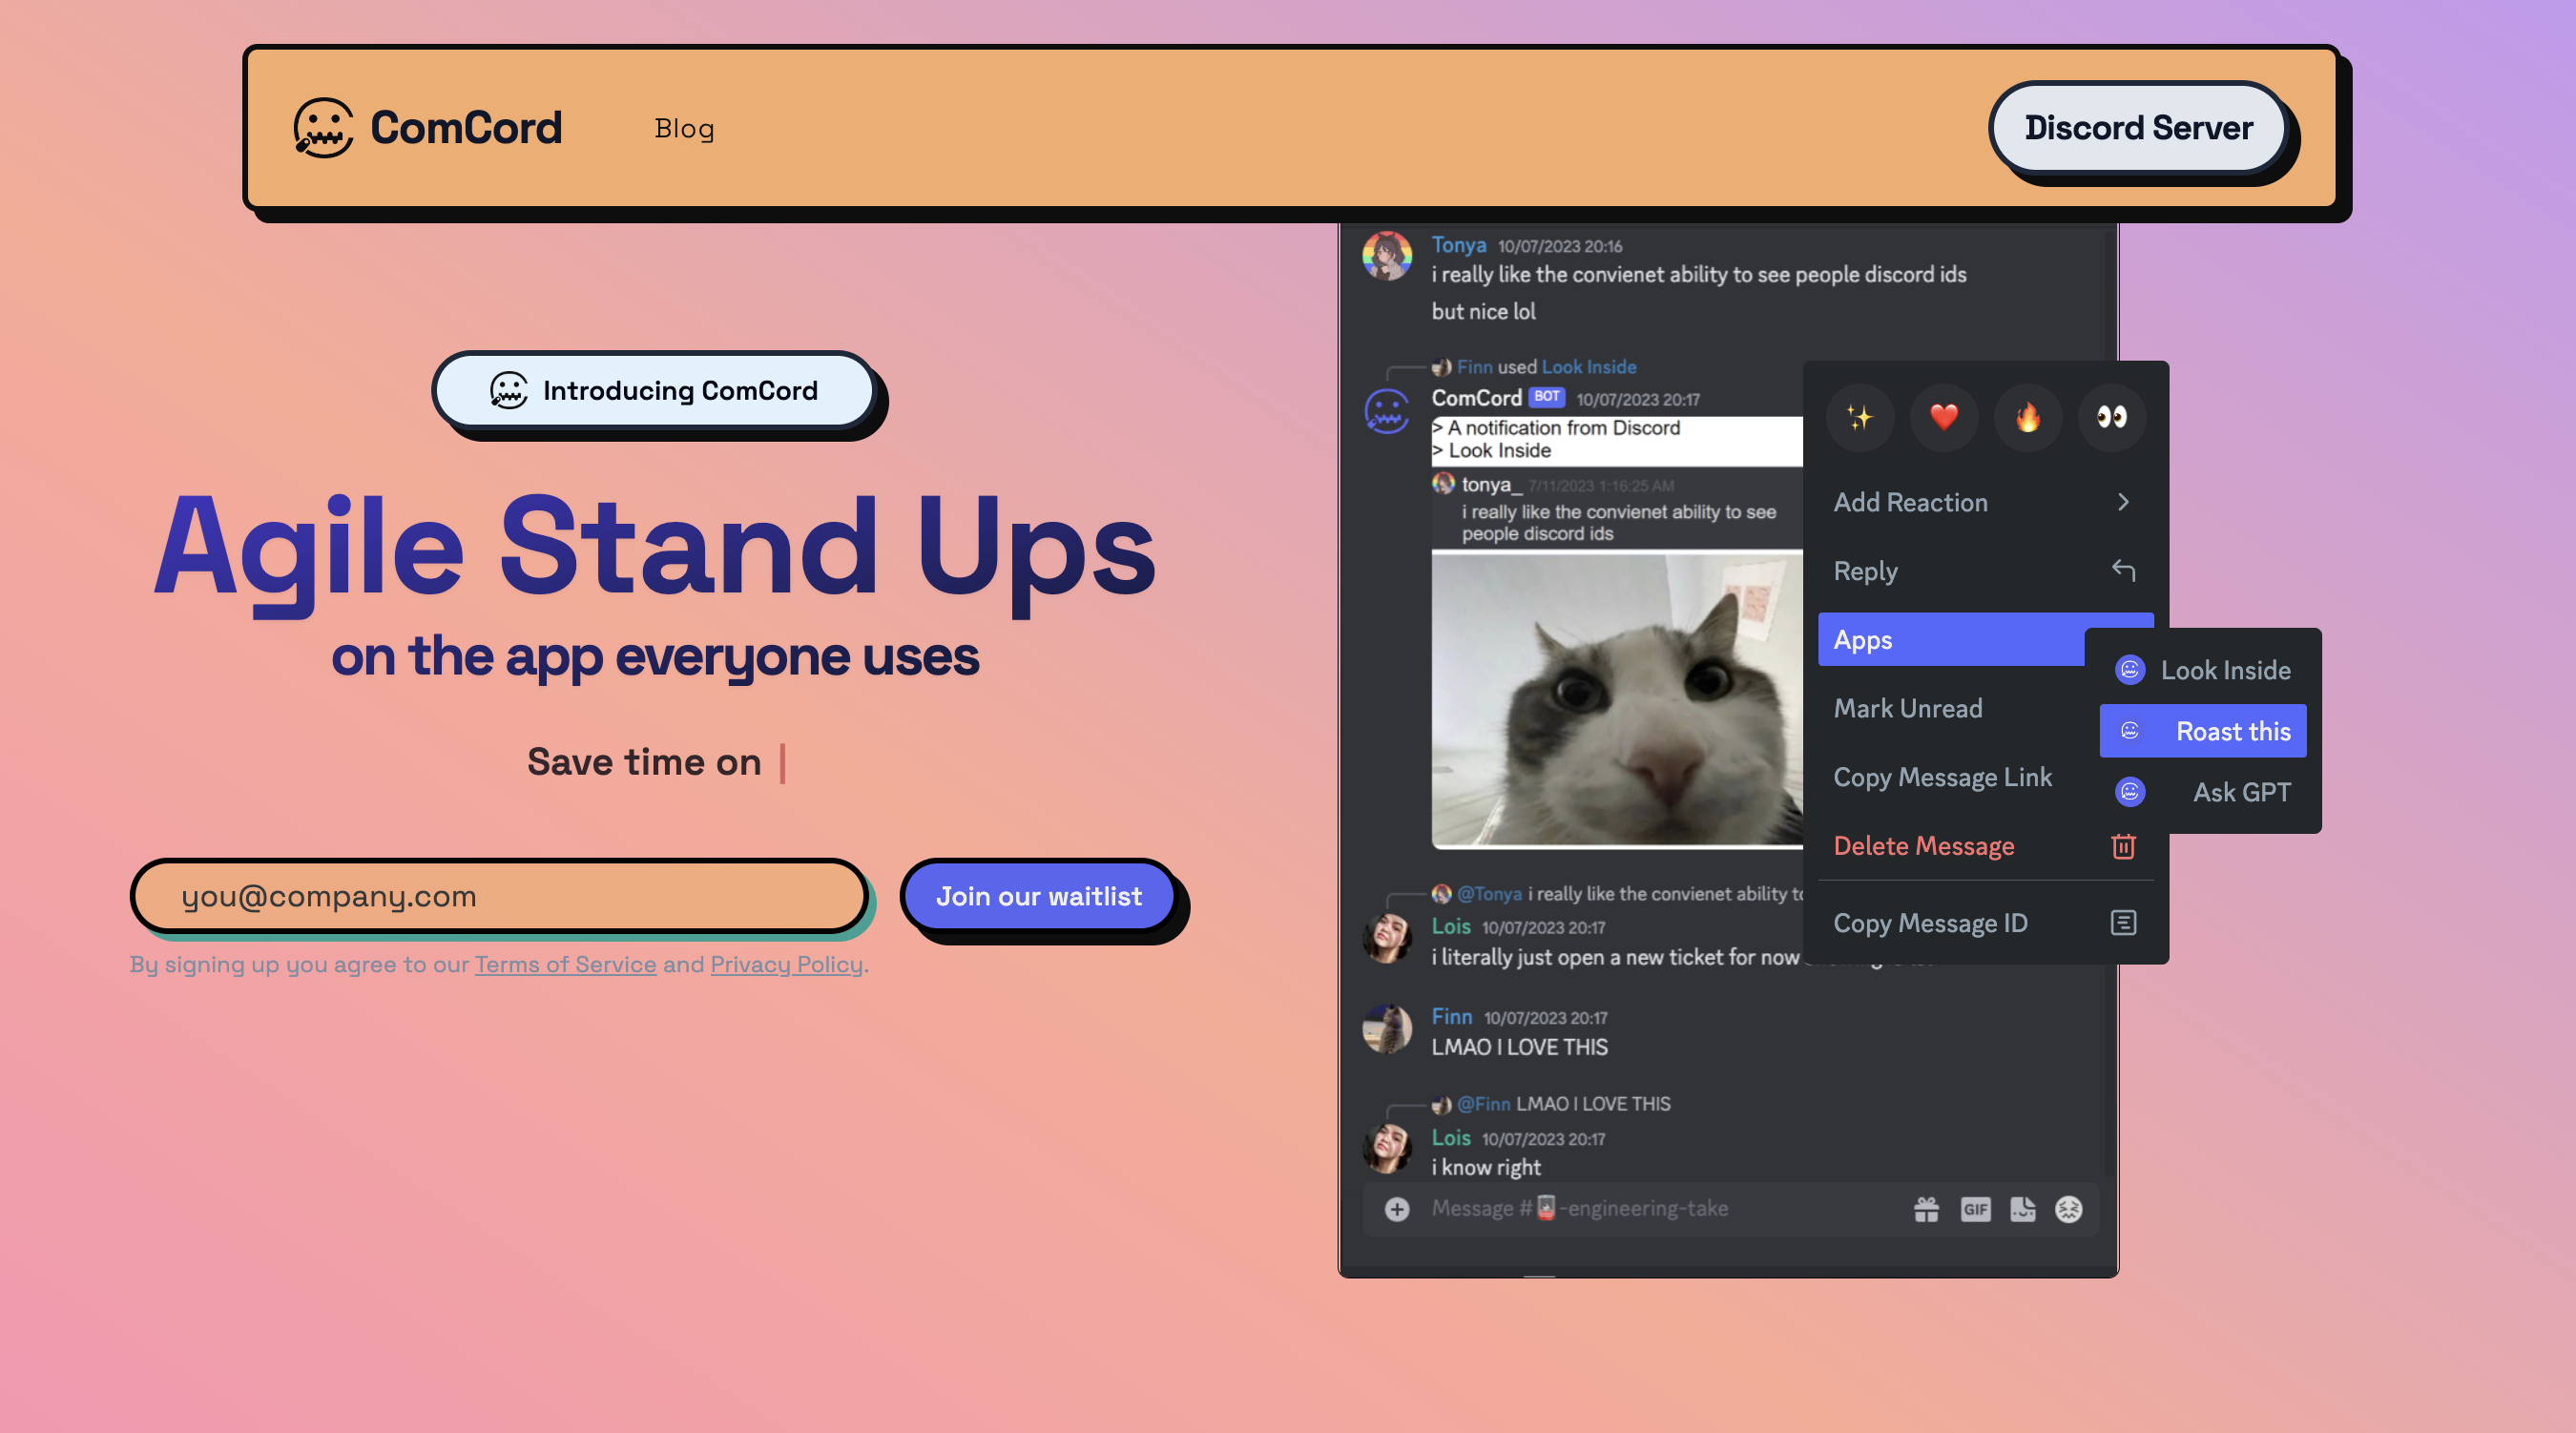 ComCord
Blog
Discord Server
Introducing ComCord
Agile Stand Ups
on the app everyone uses
Save time on
you@company.com
Join our waitlist
By signing up you agree to our Terms of Service and Privacy Policy.
Tonya 10/07/2023 20:16
i really like the convienet ability to see people discord ids
but nice lol
Finn used Look Inside
ComCord BOT 10/07/2023 20:17
> A notification from Discord
> Look Inside
tonya_ 7/11/2023 1:16:25 AM
i really like the convienet ability to see
people discord ids
@Tonya i really like the convienet ability
Lois 10/07/2023 20:17
i literally just open a new ticket for now
Finn 10/07/2023 20:17
LMAO I LOVE THIS
@Finn LMAO I LOVE THIS
Lois 10/07/2023 20:17
i know right
Message #🏮-engineering-take
GIF
Add Reaction
Reply
Apps
Mark Unread
Copy Message Link
Delete Message
Copy Message ID
Look Inside
Roast this
Ask GPT